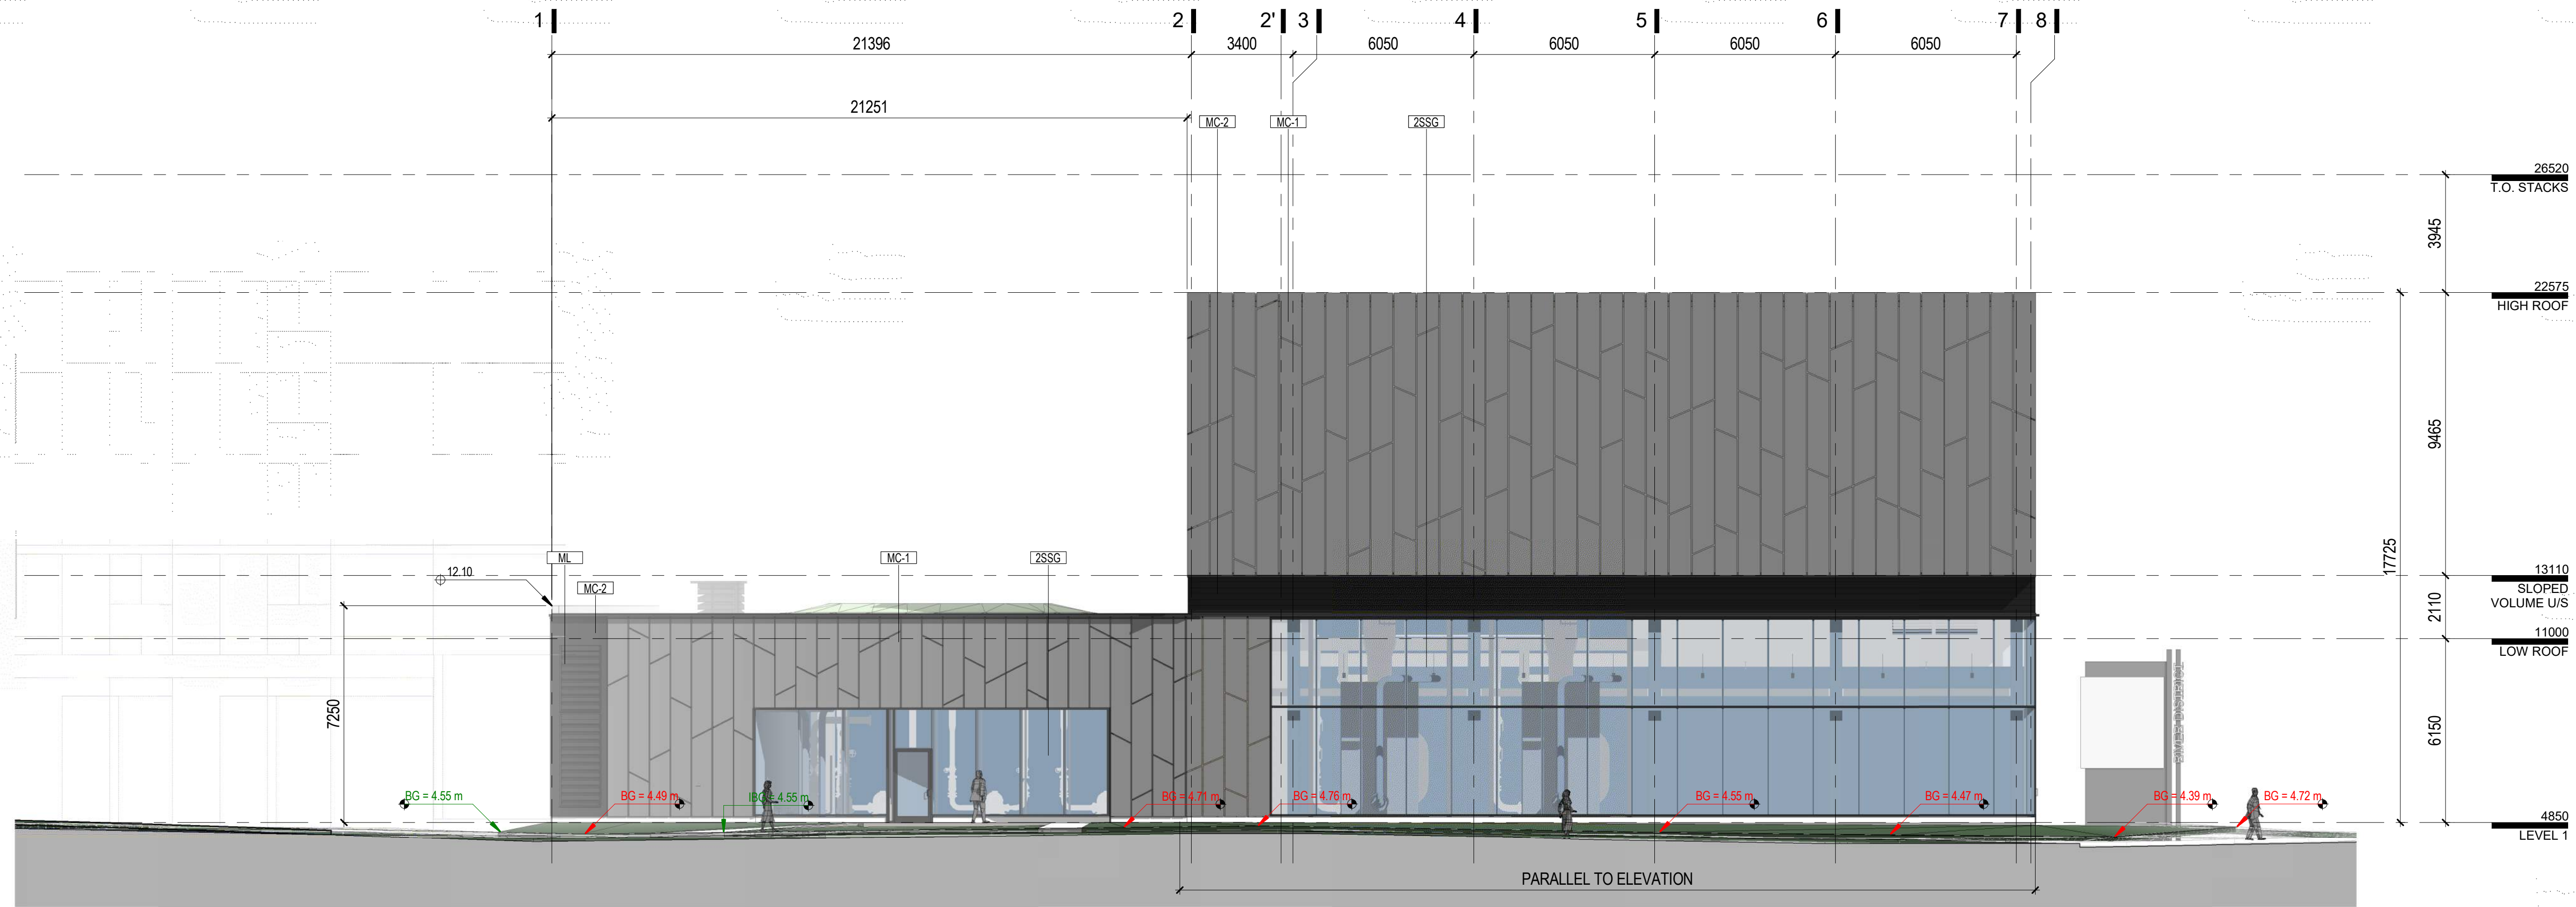 1 2 2' 3 4 5 6 7 8
21396 3400 6050 6050 6050 6050
21251
MC-2 MC-1 2SSG
26520
T.O. STACKS
3945
22575
HIGH ROOF
9465
17725
13110
SLOPED
VOLUME U/S
2110
11000
LOW ROOF
6150
4850
LEVEL 1
ML MC-1 2SSG
12.10
MC-2
7250
BG = 4.55 m
BG = 4.49 m
IBG = 4.55 m
BG = 4.71 m
BG = 4.76 m
BG = 4.55 m
BG = 4.47 m
BG = 4.39 m
BG = 4.72 m
PARALLEL TO ELEVATION